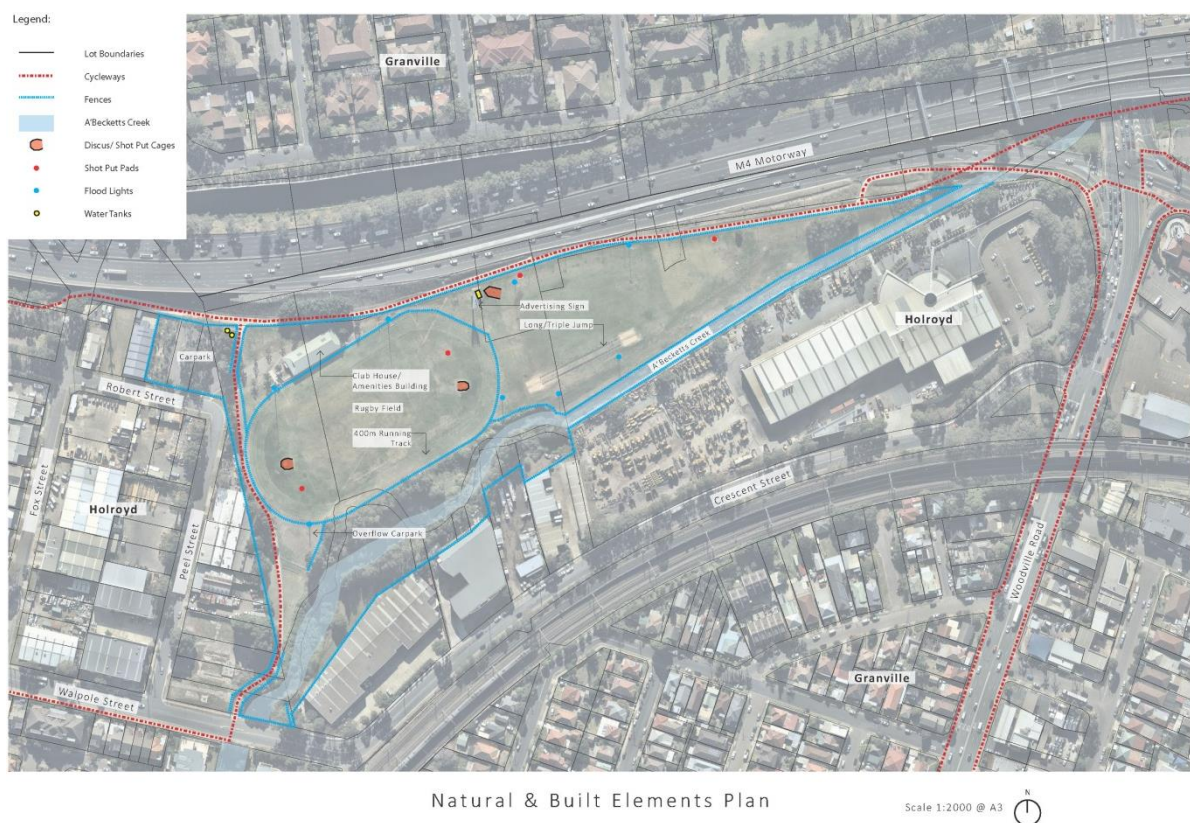 Legend:
Lot Boundaries
Cycleways
Fences
A'Becketts Creek
Discus/ Shot Put Cages
Shot Put Pads
Flood Lights
Water Tanks
Granville
M4 Motorway
Advertising Sign
Long/Triple Jump
Holroyd
A'Becketts Creek
Carpark
Club House/
Amenities Building
Robert Street
Rugby Field
400m Running
Track
Crescent Street
Fox Street
Holroyd
Peel Street
Overflow Carpark
Woodville Road
Granville
Walpole Street
Natural & Built Elements Plan
Scale 1:2000 @ A3
N